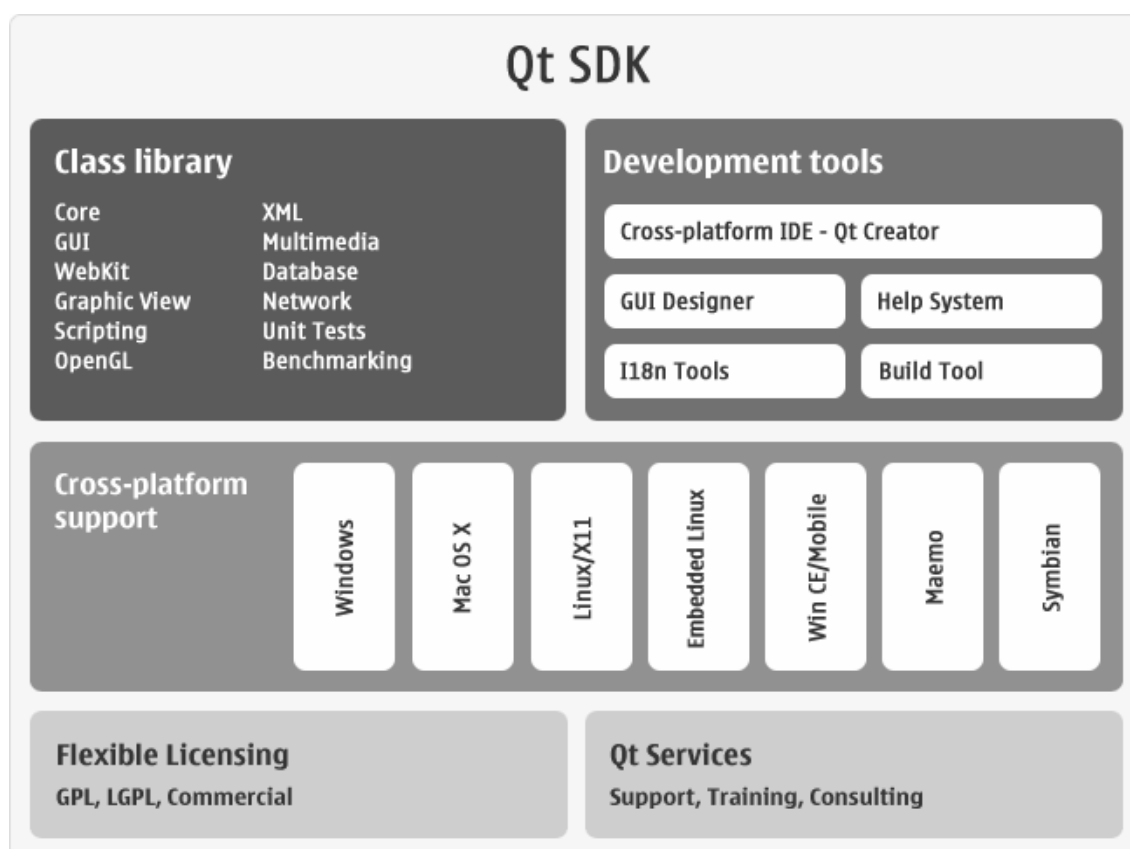 Qt SDK
Class library
Core
GUI
WebKit
Graphic View
Scripting
OpenGL
XML
Multimedia
Database
Network
Unit Tests
Benchmarking
Development tools
Cross-platform IDE - Qt Creator
GUI Designer
Help System
I18n Tools
Build Tool
Cross-platform
support
Windows
Mac OS X
Linux/X11
Embedded Linux
Win CE/Mobile
Maemo
Symbian
Flexible Licensing
GPL, LGPL, Commercial
Qt Services
Support, Training, Consulting